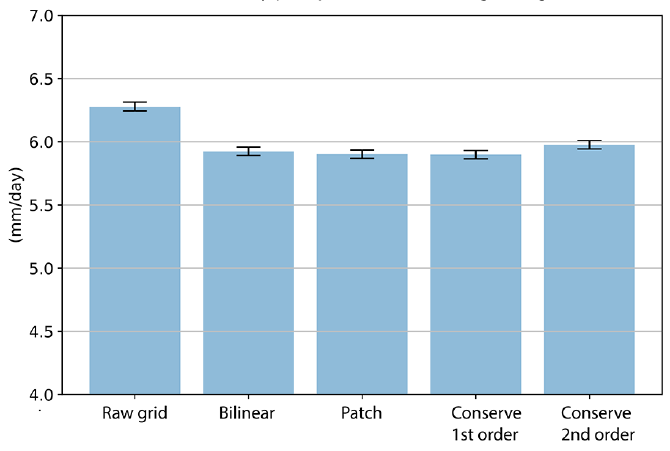 7.0
6.5
6.0
5.5
5.0
4.5
4.0
(mm/day)
Raw grid
Bilinear
Patch
Conserve
1st order
Conserve
2nd order